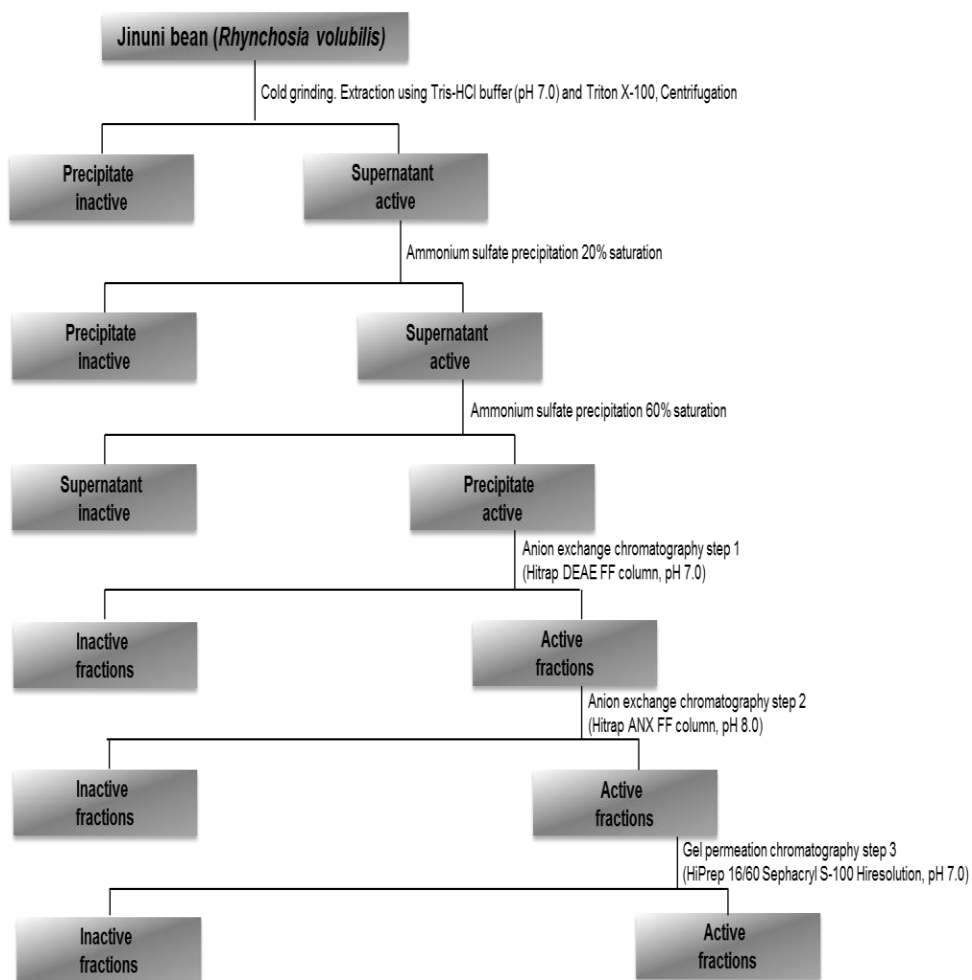 Jinuni bean (Rhynchosia volubilis)
Cold grinding. Extraction using Tris-HCl buffer (pH 7.0) and Triton X-100, Centrifugation
Precipitate
inactive
Supernatant
active
Ammonium sulfate precipitation 20% saturation
Precipitate
inactive
Supernatant
active
Ammonium sulfate precipitation 60% saturation
Supernatant
inactive
Precipitate
active
Anion exchange chromatography step 1
(Hitrap DEAE FF column, pH 7.0)
Inactive
fractions
Active
fractions
Anion exchange chromatography step 2
(Hitrap ANX FF column, pH 8.0)
Inactive
fractions
Active
fractions
Gel permeation chromatography step 3
(HiPrep 16/60 Sephacryl S-100 Hiresolution, pH 7.0)
Inactive
fractions
Active
fractions